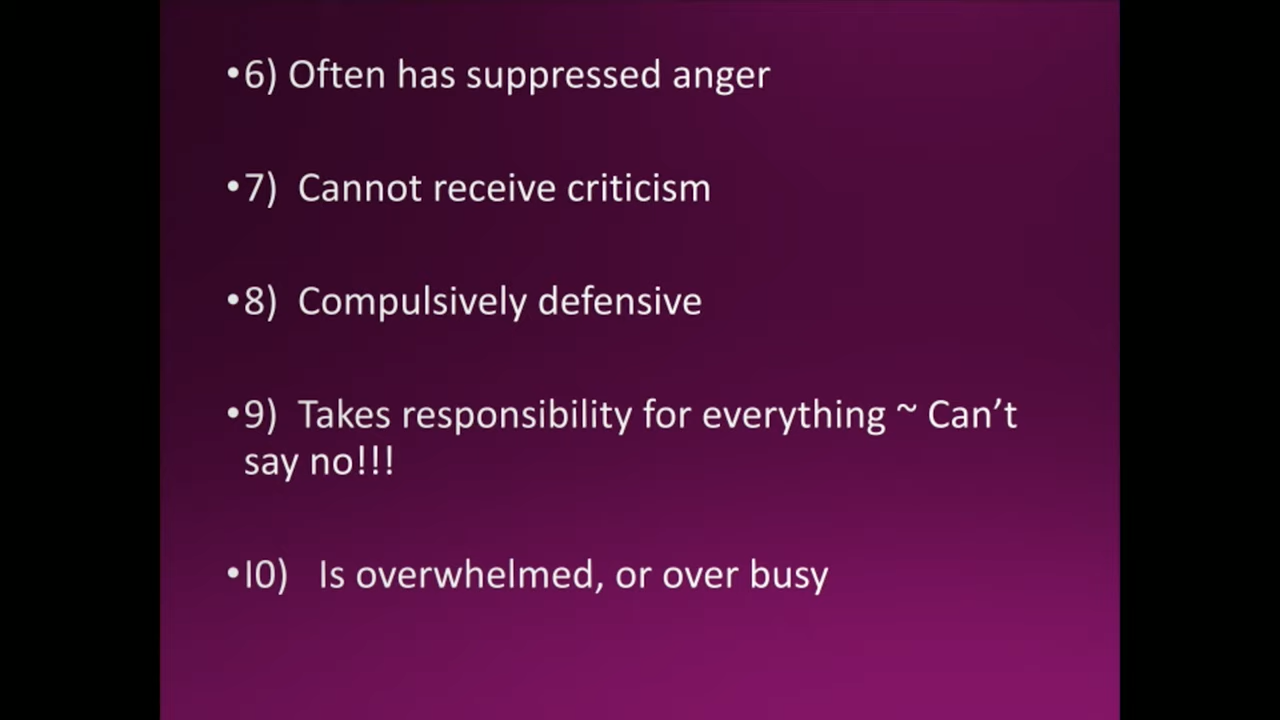 •6) Often has suppressed anger
•7) Cannot receive criticism
•8) Compulsively defensive
•9) Takes responsibility for everything ~ Can’t
say no!!!
•I0) Is overwhelmed, or over busy